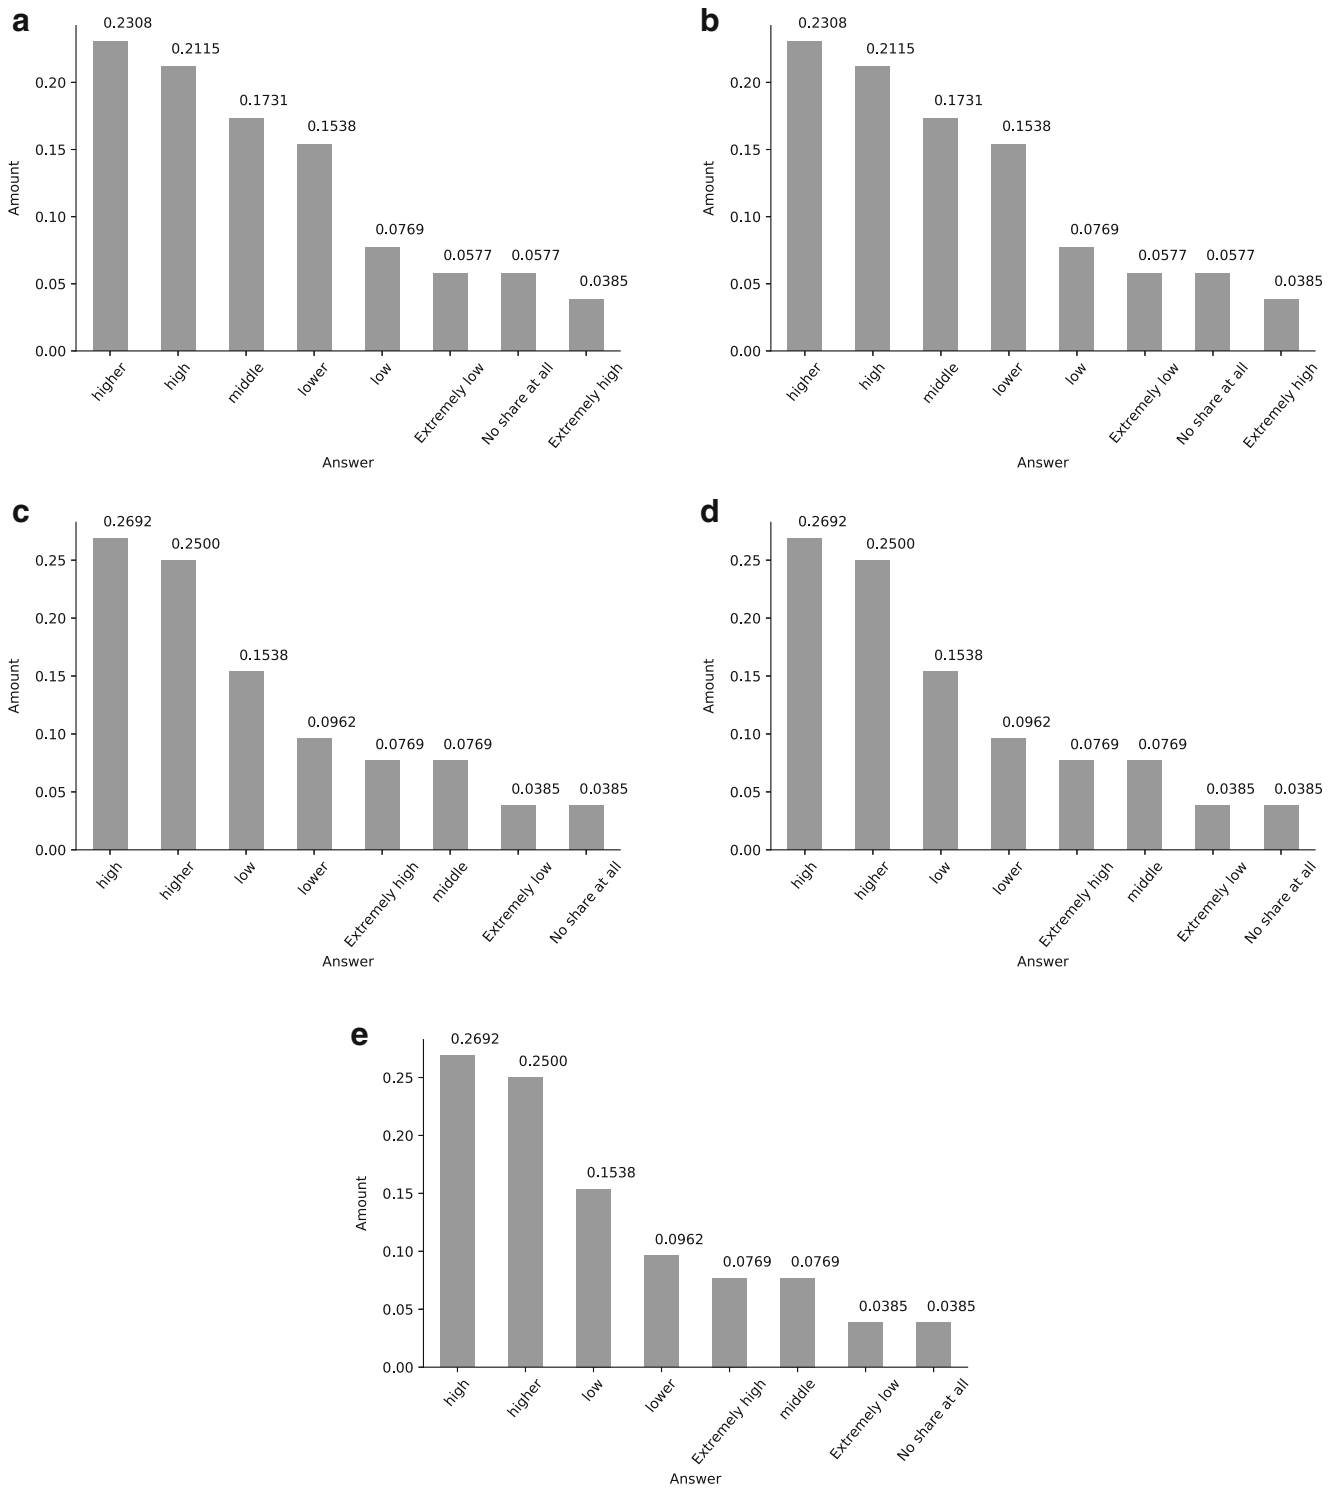 a
0.2308
0.2115
0.1731
0.1538
0.0769
0.0577
0.0577
0.0385
0.20
0.15
0.10
0.05
0.00
Amount
higher
high
middle
lower
low
Extremely low
No share at all
Extremely high
Answer
b
0.2308
0.2115
0.1731
0.1538
0.0769
0.0577
0.0577
0.0385
0.20
0.15
0.10
0.05
0.00
Amount
higher
high
middle
lower
low
Extremely low
No share at all
Extremely high
Answer
c
0.2692
0.2500
0.1538
0.0962
0.0769
0.0769
0.0385
0.0385
0.25
0.20
0.15
0.10
0.05
0.00
Amount
high
higher
low
lower
Extremely high
middle
Extremely low
No share at all
Answer
d
0.2692
0.2500
0.1538
0.0962
0.0769
0.0769
0.0385
0.0385
0.25
0.20
0.15
0.10
0.05
0.00
Amount
high
higher
low
lower
Extremely high
middle
Extremely low
No share at all
Answer
e
0.2692
0.2500
0.1538
0.0962
0.0769
0.0769
0.0385
0.0385
0.25
0.20
0.15
0.10
0.05
0.00
Amount
high
higher
low
lower
Extremely high
middle
Extremely low
No share at all
Answer